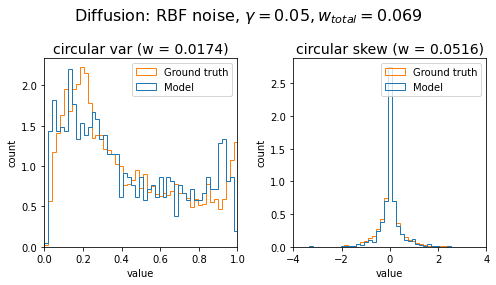 Diffusion: RBF noise, γ = 0.05, w_total = 0.069
circular var (w = 0.0174)
Ground truth
Model
count
2.0
1.5
1.0
0.5
0.0
0.0 0.2 0.4 0.6 0.8 1.0
value
circular skew (w = 0.0516)
Ground truth
Model
count
2.5
2.0
1.5
1.0
0.5
0.0
−4 −2 0 2 4
value